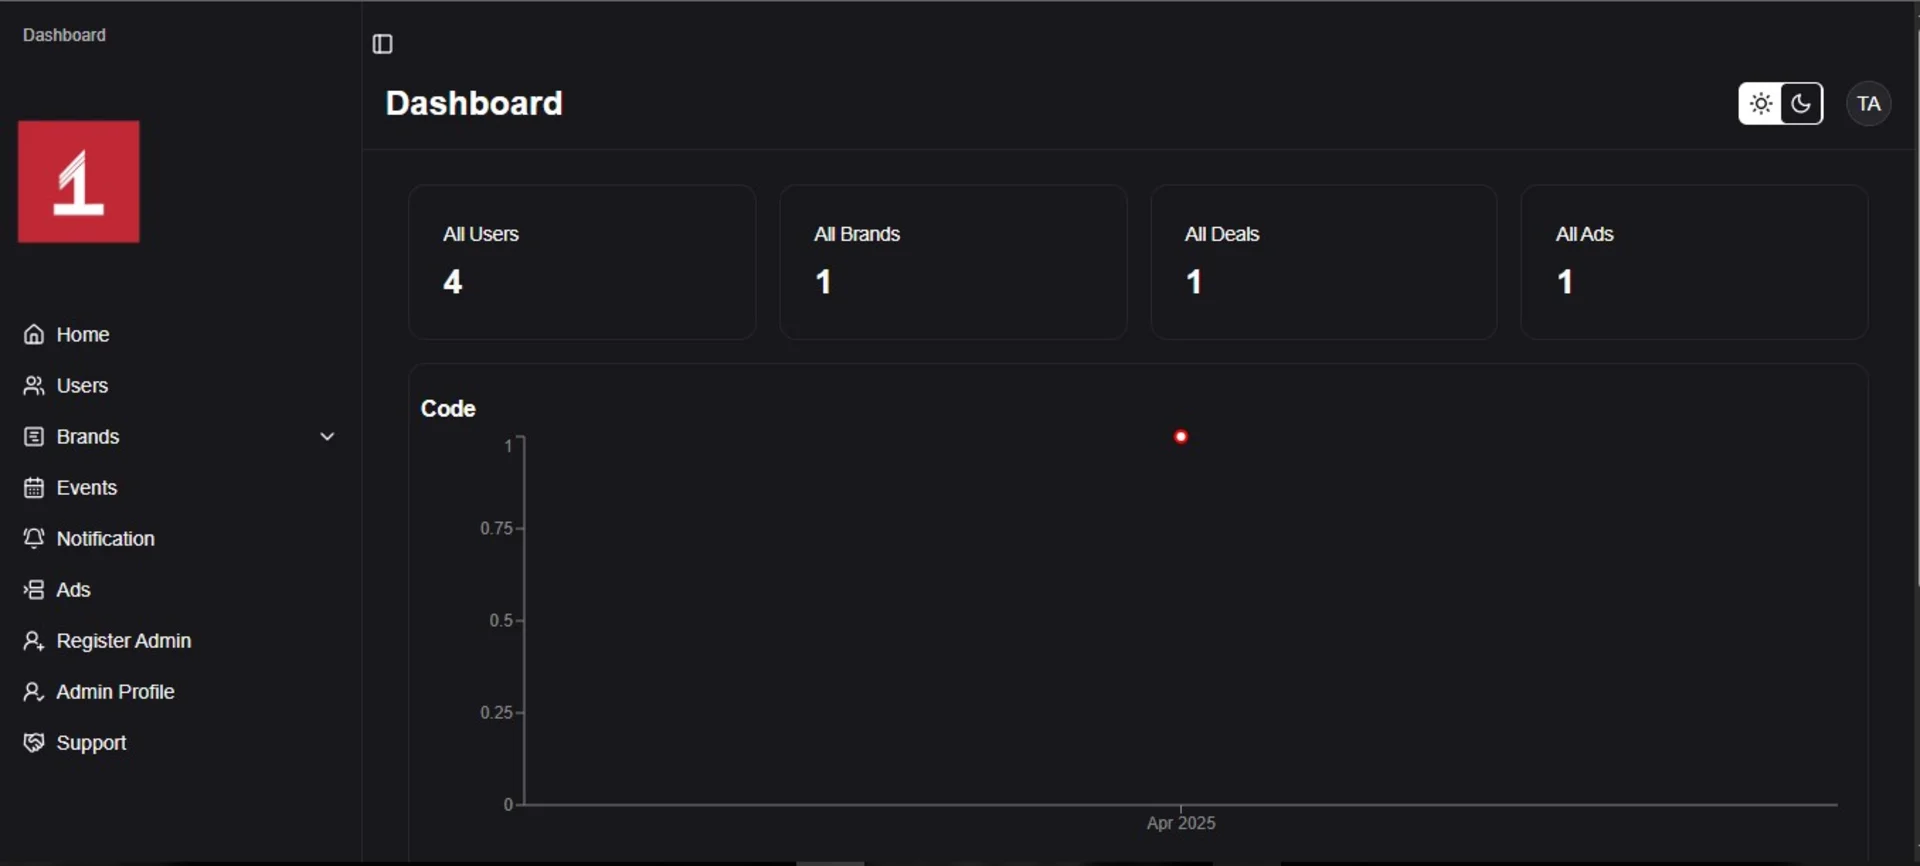 Dashboard
1
Home
Users
Brands
Events
Notification
Ads
Register Admin
Admin Profile
Support
Dashboard
TA
All Users
4
All Brands
1
All Deals
1
All Ads
1
Code
1
0.75
0.5
0.25
0
Apr 2025